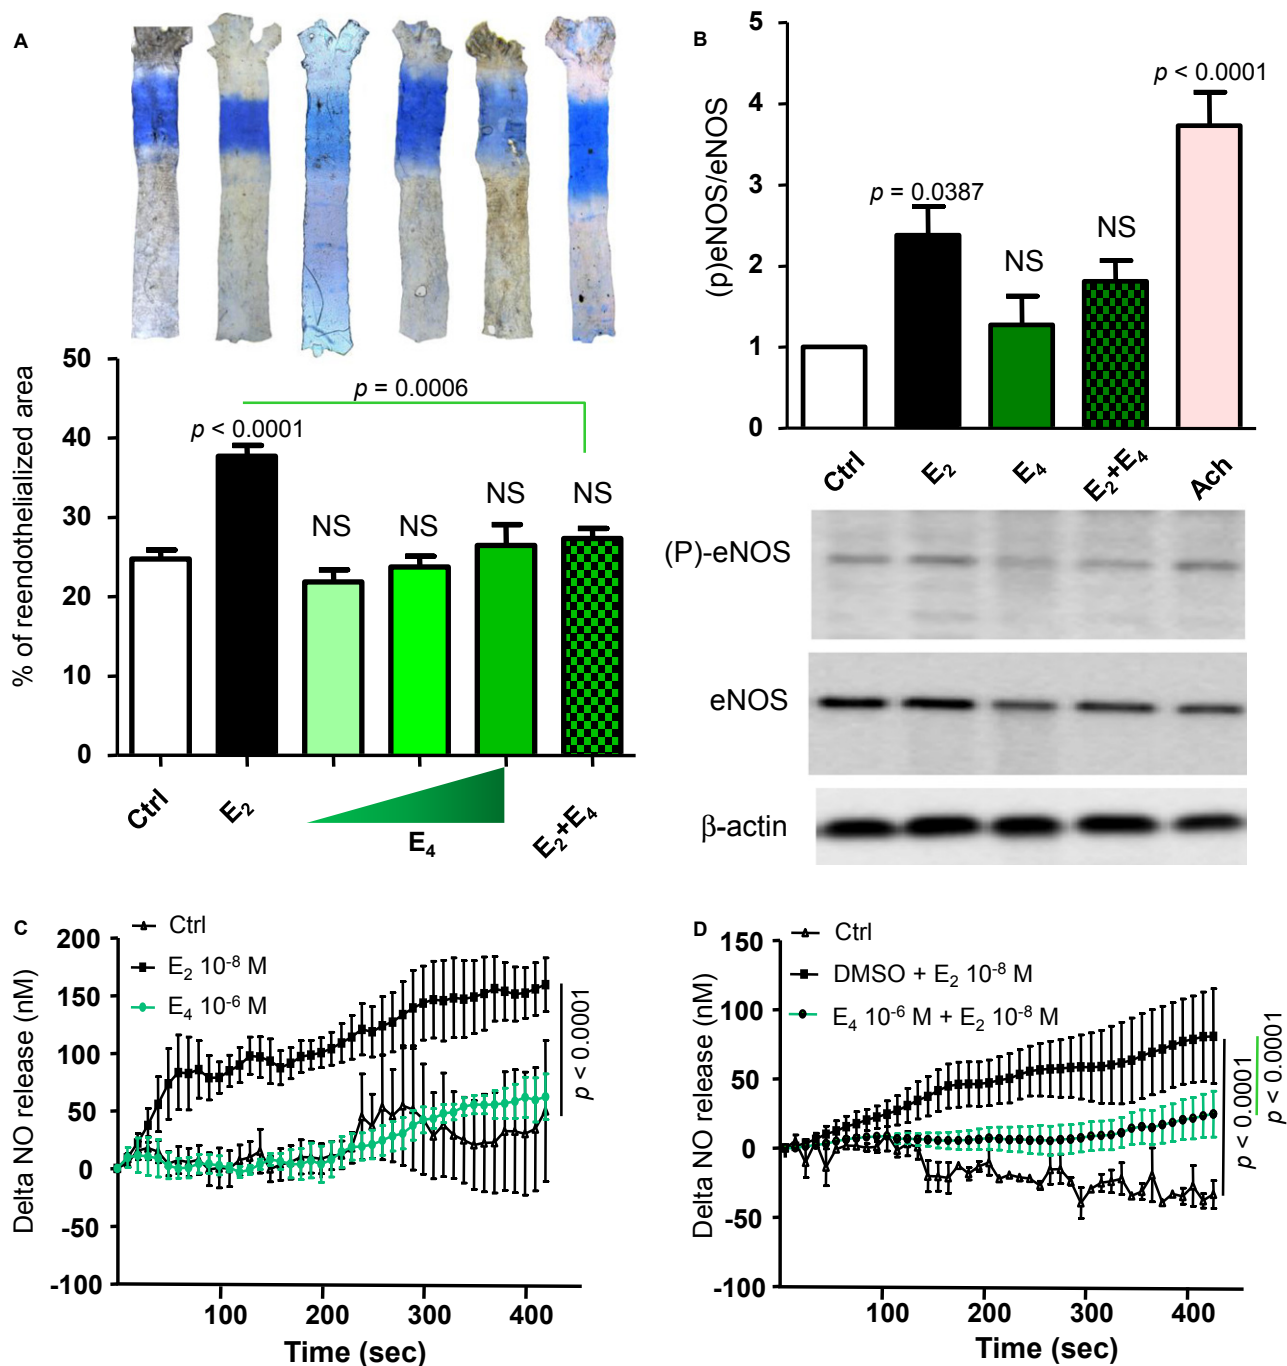 A
50
40
30
20
10
0
% of reendothelialized area
p = 0.0006
p < 0.0001
NS
NS
NS
NS
Ctrl
E₂
E₄
E₂+E₄
B
5
4
3
2
1
0
(p)eNOS/eNOS
p = 0.0387
NS
NS
p < 0.0001
Ctrl
E₂
E₄
E₂+E₄
Ach
(P)-eNOS
eNOS
β-actin
C
Ctrl
E₂ 10⁻⁸ M
E₄ 10⁻⁶ M
200
150
100
50
0
-50
-100
Delta NO release (nM)
p < 0.0001
100 200 300 400
Time (sec)
D
Ctrl
DMSO + E₂ 10⁻⁸ M
E₄ 10⁻⁶ M + E₂ 10⁻⁸ M
150
100
50
0
-50
-100
Delta NO release (nM)
p < 0.0001
p < 0.0001
100 200 300 400
Time (sec)